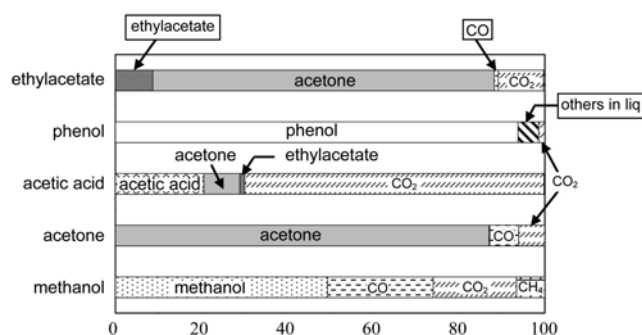 ethylacetate
CO
ethylacetate
acetone
CO₂
others in liq
phenol
phenol
acetone
ethylacetate
acetic acid
acetic acid
CO₂
CO₂
acetone
acetone
CO
methanol
methanol
CO
CO₂
CH₄
0 20 40 60 80 100